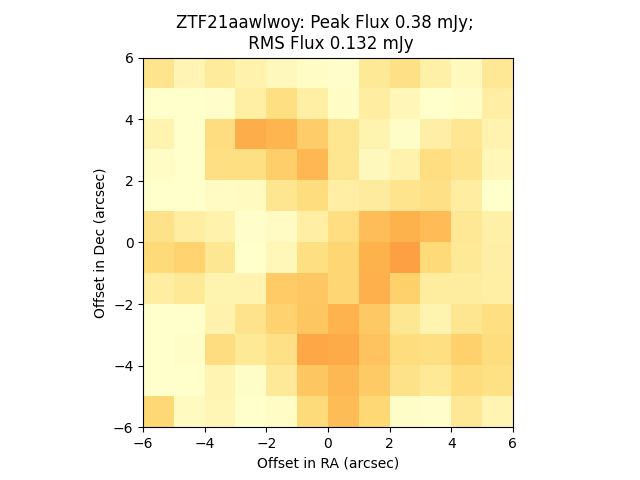 ZTF21aawlwoy: Peak Flux 0.38 mJy;
RMS Flux 0.132 mJy
6
4
2
0
−2
−4
−6
Offset in Dec (arcsec)
−6 −4 −2 0 2 4 6
Offset in RA (arcsec)